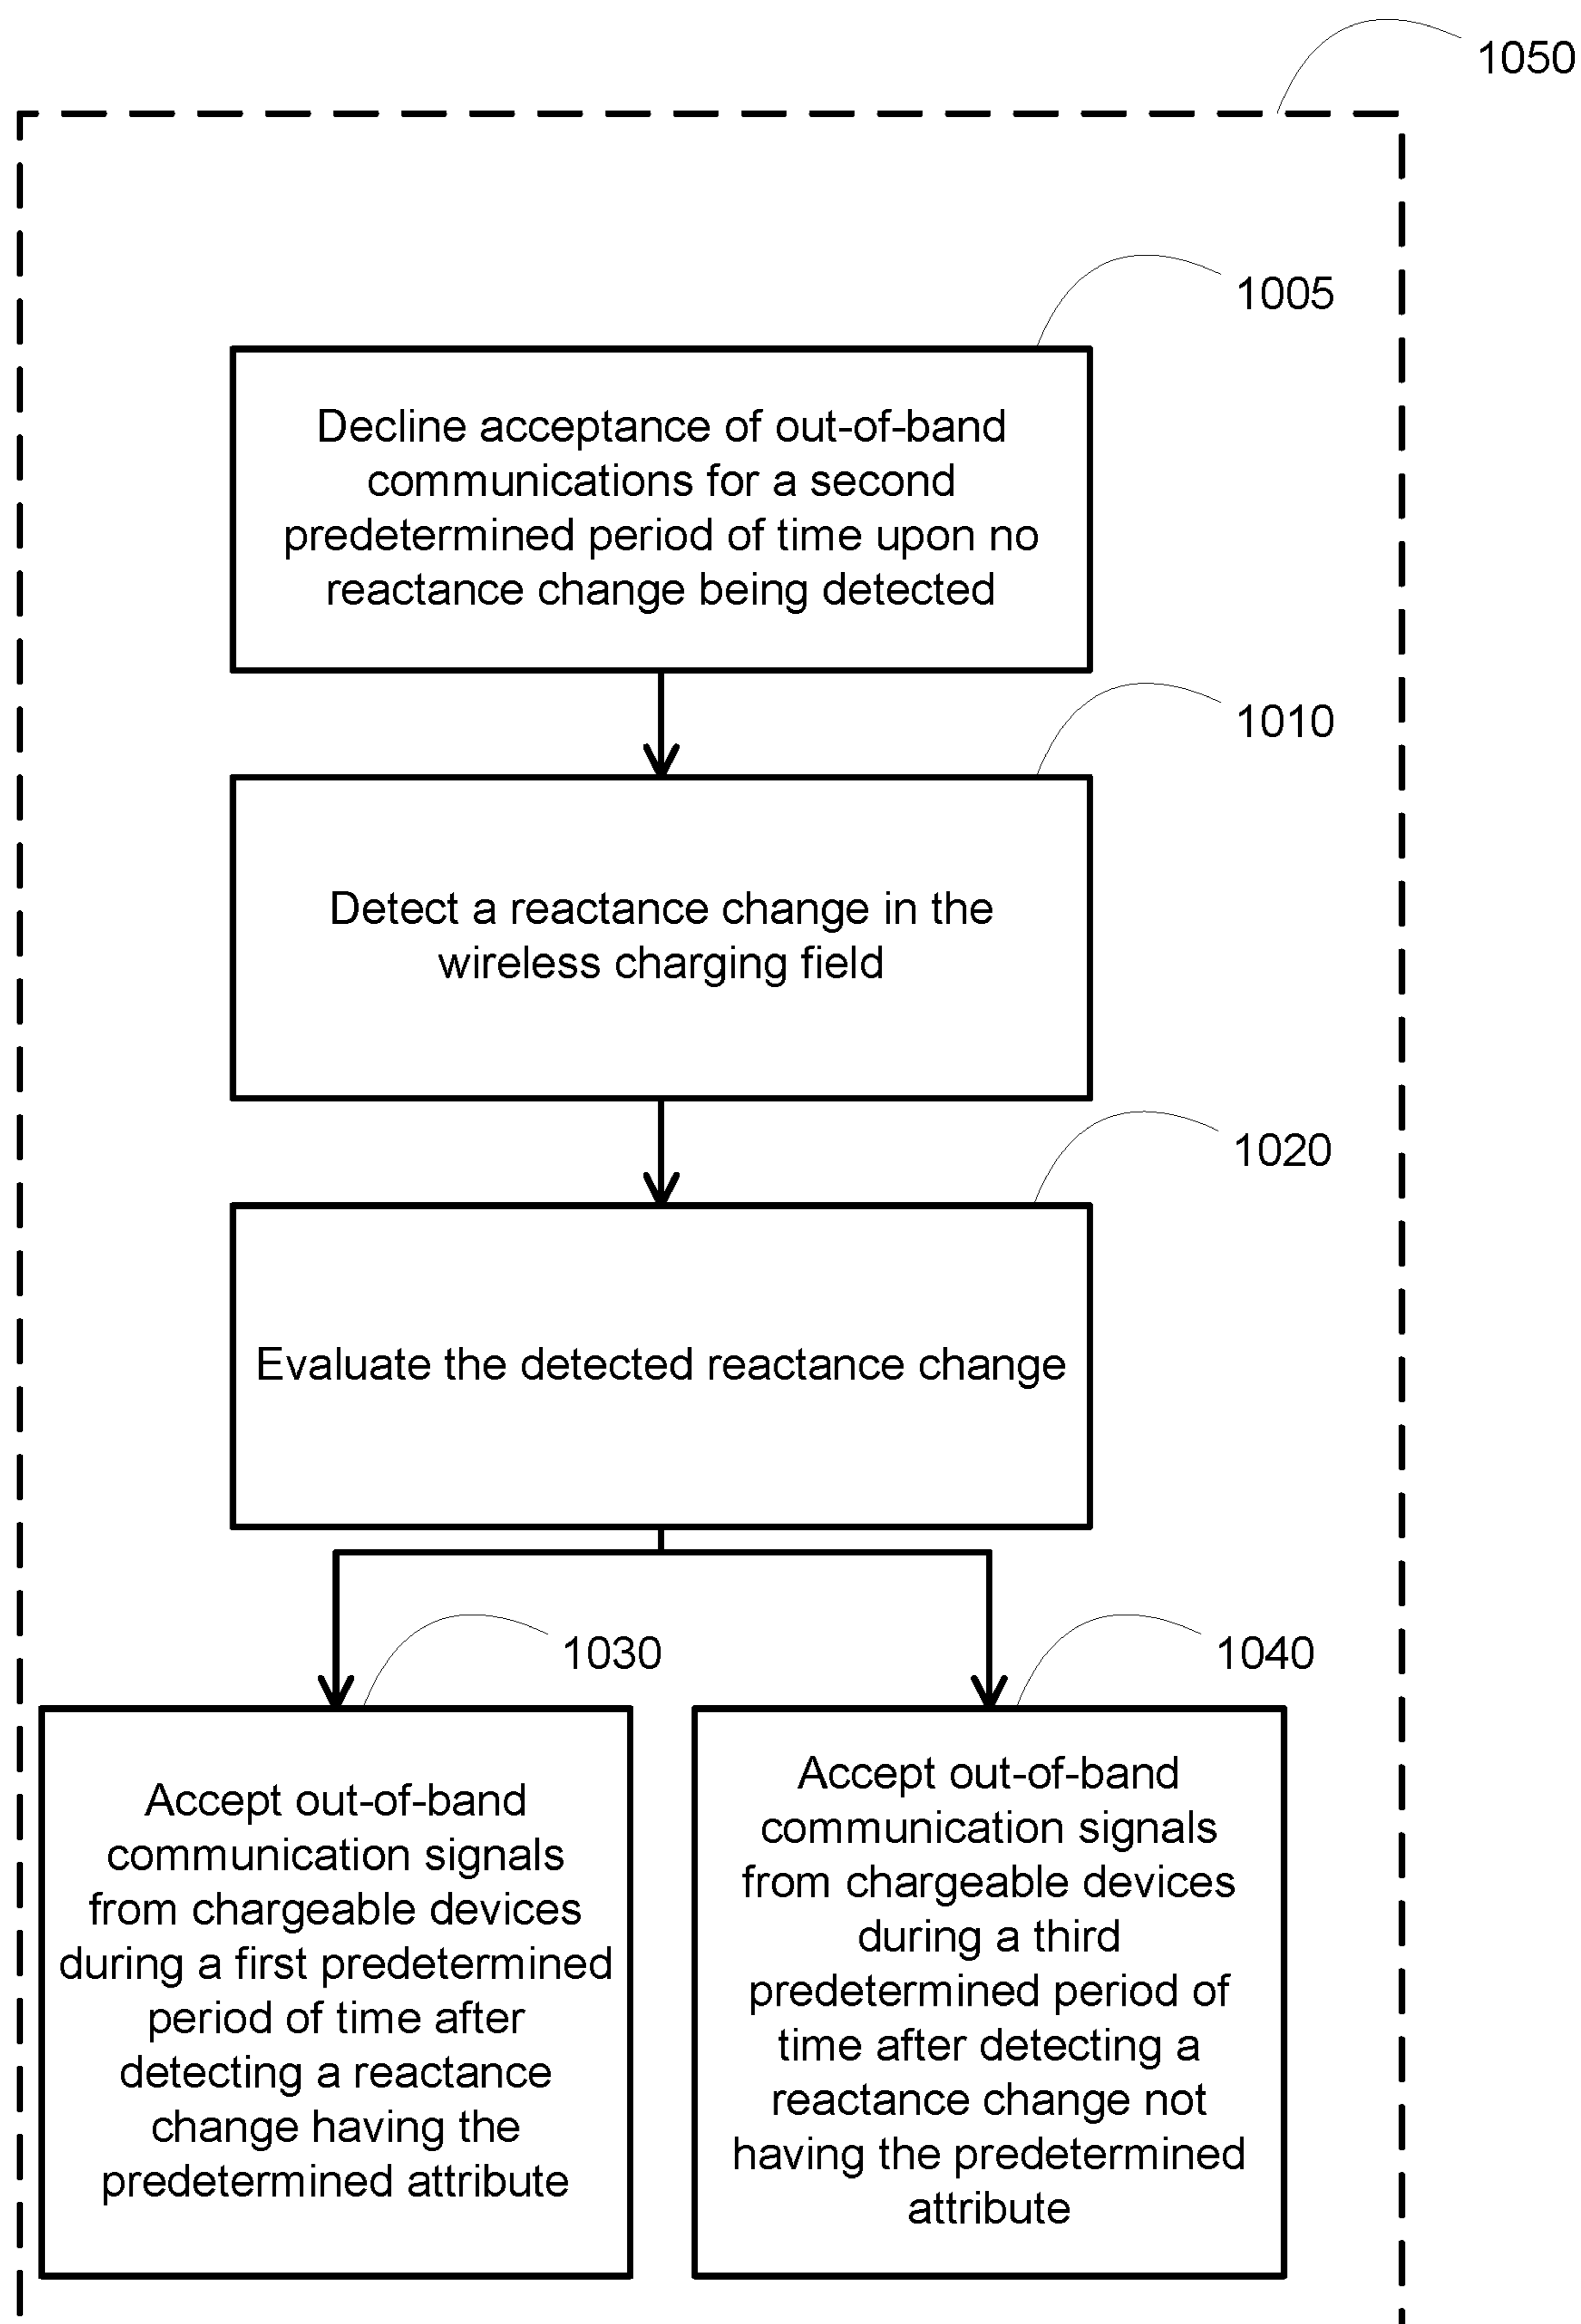 1050
1005
Decline acceptance of out-of-band
communications for a second
predetermined period of time upon no
reactance change being detected
1010
Detect a reactance change in the
wireless charging field
1020
Evaluate the detected reactance change
1030
Accept out-of-band
communication signals
from chargeable devices
during a first predetermined
period of time after
detecting a reactance
change having the
predetermined attribute
1040
Accept out-of-band
communication signals
from chargeable devices
during a third
predetermined period of
time after detecting a
reactance change not
having the predetermined
attribute